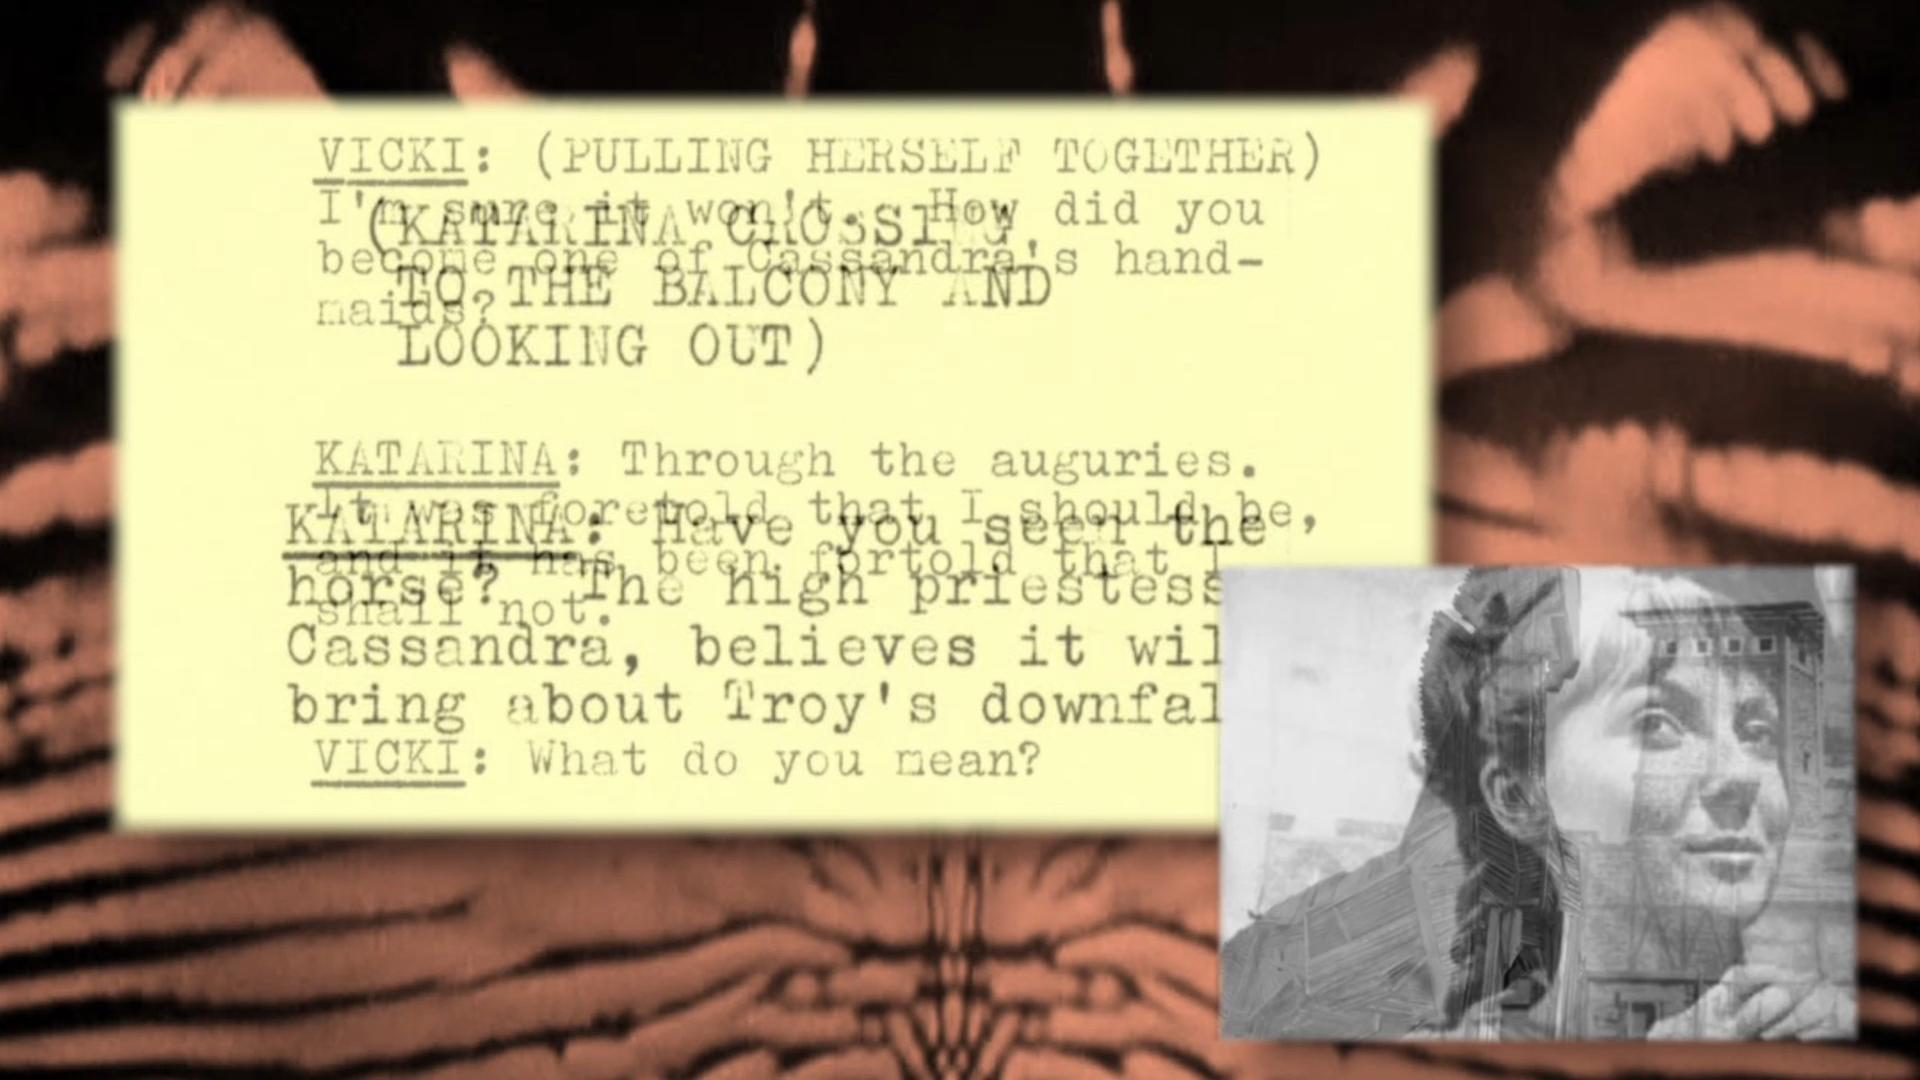 VICKI: (PULLING HERSELF TOGETHER)
I'm sure it won't. How did you
become one of Cassandra's hand-
maids?
(KATARINA CROSSING
TO THE BALCONY AND
LOOKING OUT)
KATARINA: Through the auguries.
It was foretold that I should be,
and it has been fortold that I
shall not.
KATARINA: Have you seen the
horse? The high priestess
Cassandra, believes it wil
bring about Troy's downfal
VICKI: What do you mean?